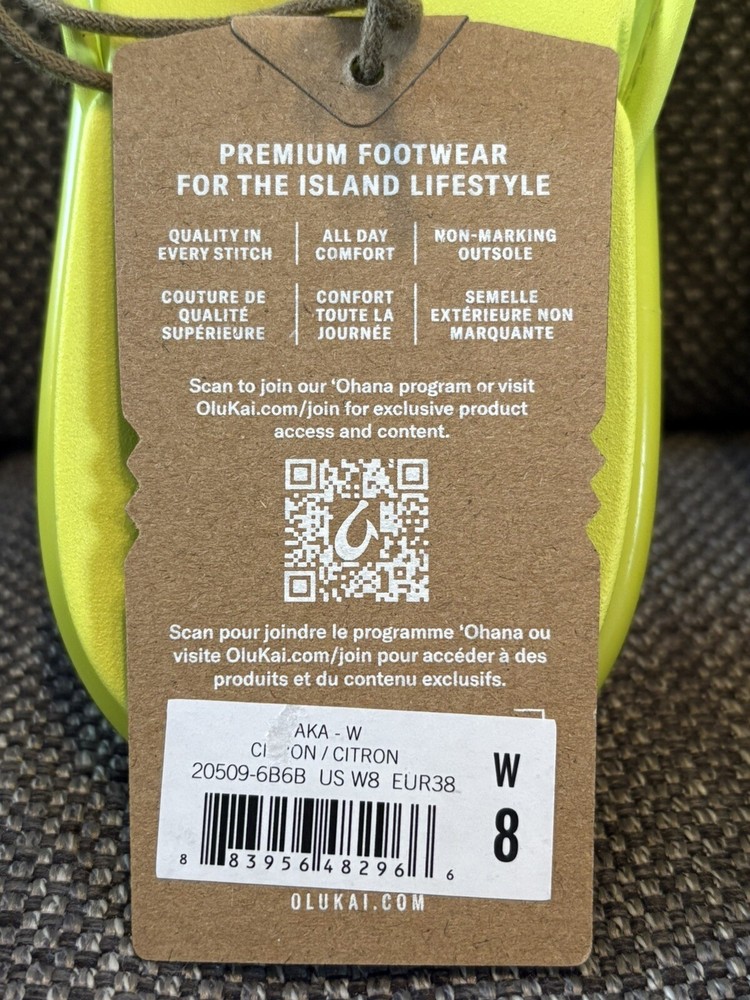 PREMIUM FOOTWEAR
FOR THE ISLAND LIFESTYLE
QUALITY IN
EVERY STITCH
ALL DAY
COMFORT
NON-MARKING
OUTSOLE
COUTURE DE
QUALITÉ
SUPÉRIEURE
CONFORT
TOUTE LA
JOURNÉE
SEMELLE
EXTÉRIEURE NON
MARQUANTE
Scan to join our ‘Ohana program or visit
OluKai.com/join for exclusive product
access and content.
Scan pour joindre le programme ‘Ohana ou
visite OluKai.com/join pour accéder à des
produits et du contenu exclusifs.
AKA - W
/ CITRON
20509-6B6B US W8 EUR38
W
8
8 83956 48296 6
OLUKAI.COM